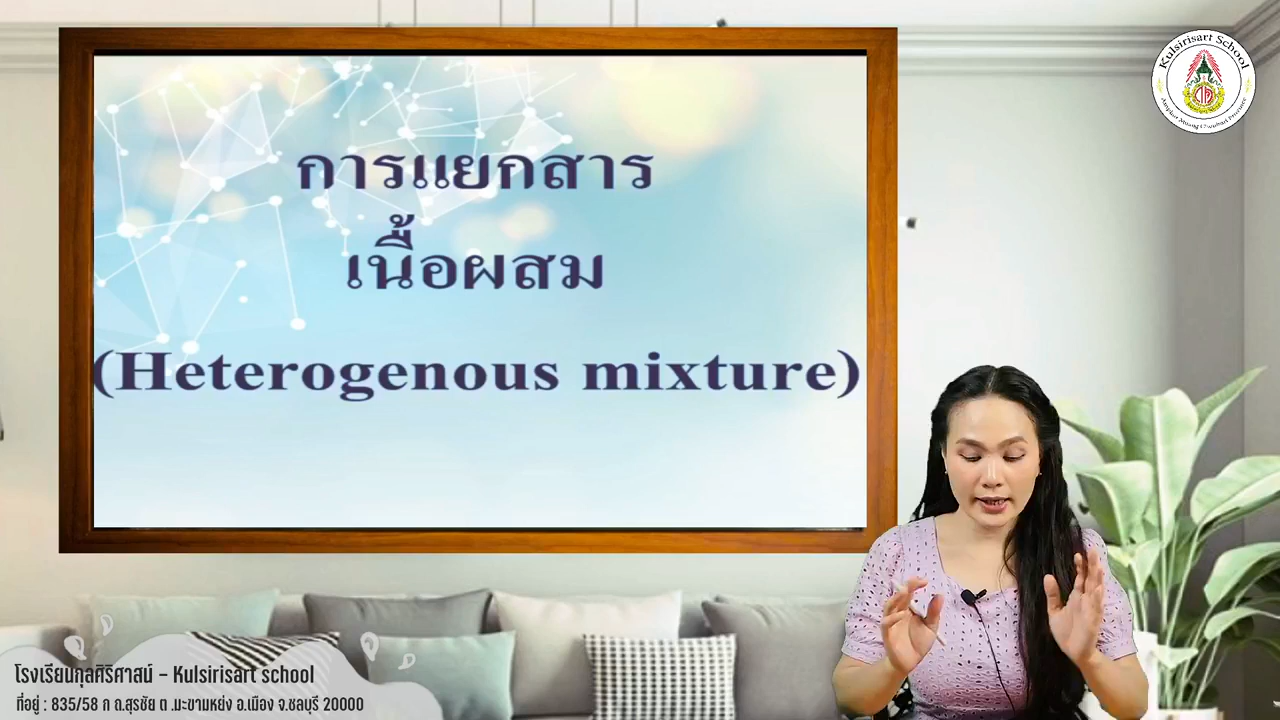 การแยกสาร
เนื้อผสม
(Heterogenous mixture)
Kulsirisart School
โรงเรียนกุลศิริศาสน์ - Kulsirisart school
ที่อยู่ : 835/58 ก ถ.สุรชัย ต .มะขามหย่ง อ.เมือง จ.ชลบุรี 20000